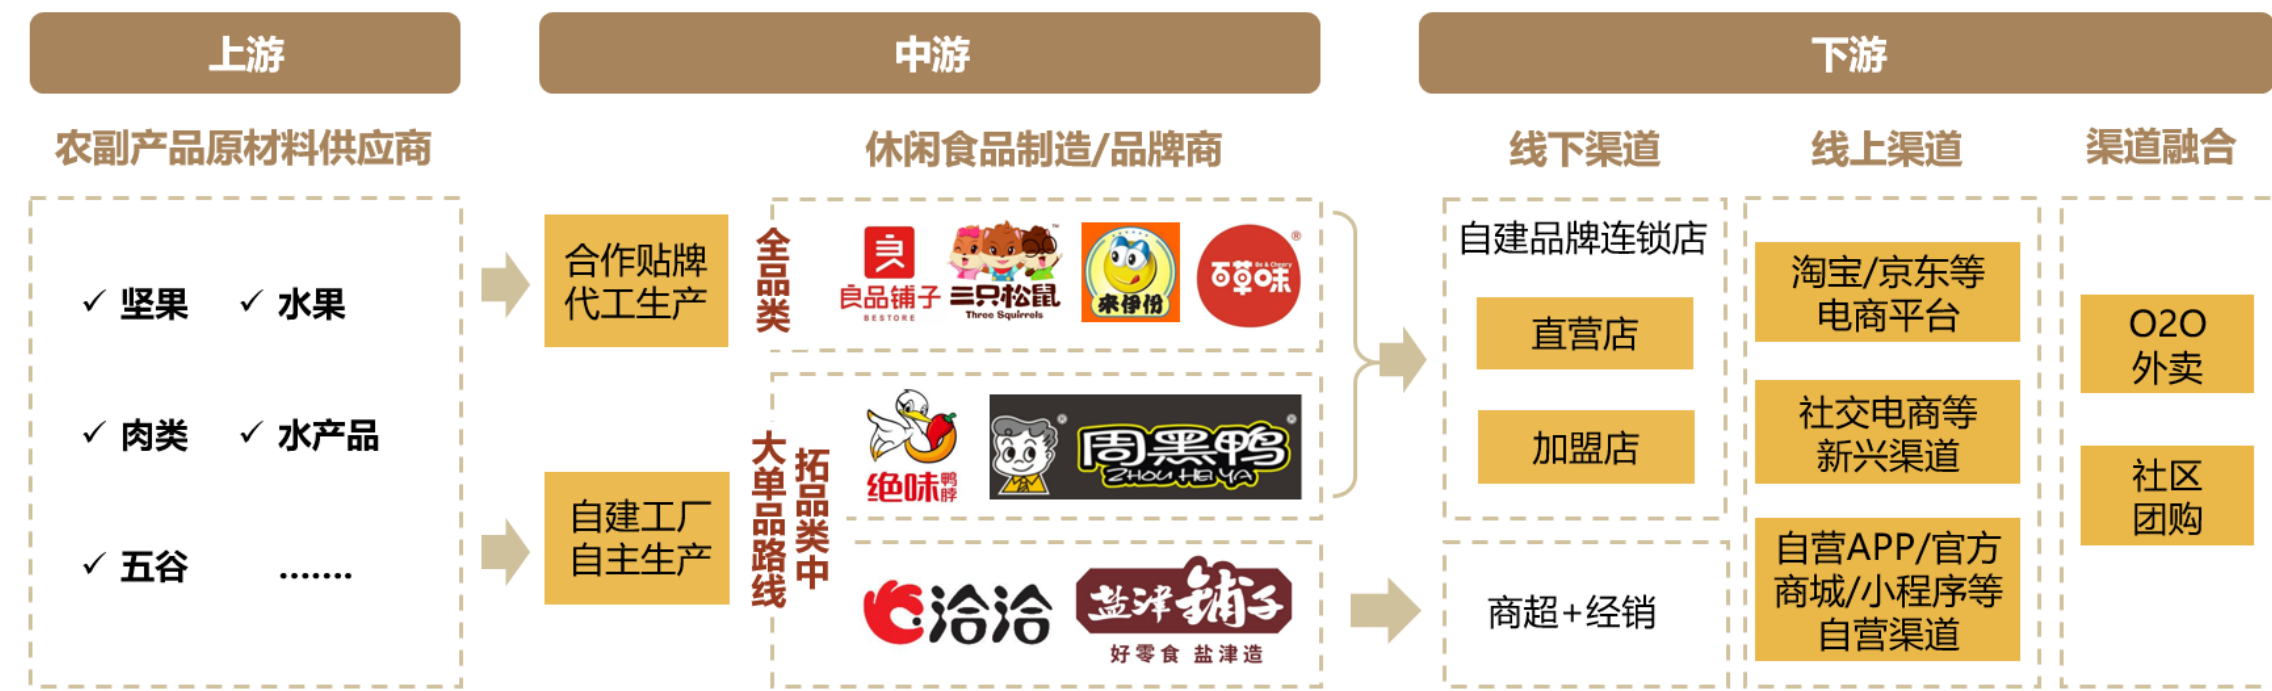 上游
中游
下游
农副产品原材料供应商
休闲食品制造/品牌商
线下渠道
线上渠道
渠道融合
✓ 坚果
✓ 水果
✓ 肉类
✓ 水产品
✓ 五谷
.......
合作贴牌
代工生产
自建工厂
自主生产
全品类
良
良品铺子
BESTORE
™
三只松鼠
Three Squirrels
来伊份
®
Be & Cheery
百草味
大单品路线
拓品类中
绝味鸭脖
®
周黑鸭
®
ZHOU HEI YA
洽洽
盐津铺子
好零食 盐津造
自建品牌连锁店
直营店
加盟店
商超+经销
淘宝/京东等
电商平台
社交电商等
新兴渠道
自营APP/官方
商城/小程序等
自营渠道
O2O
外卖
社区
团购